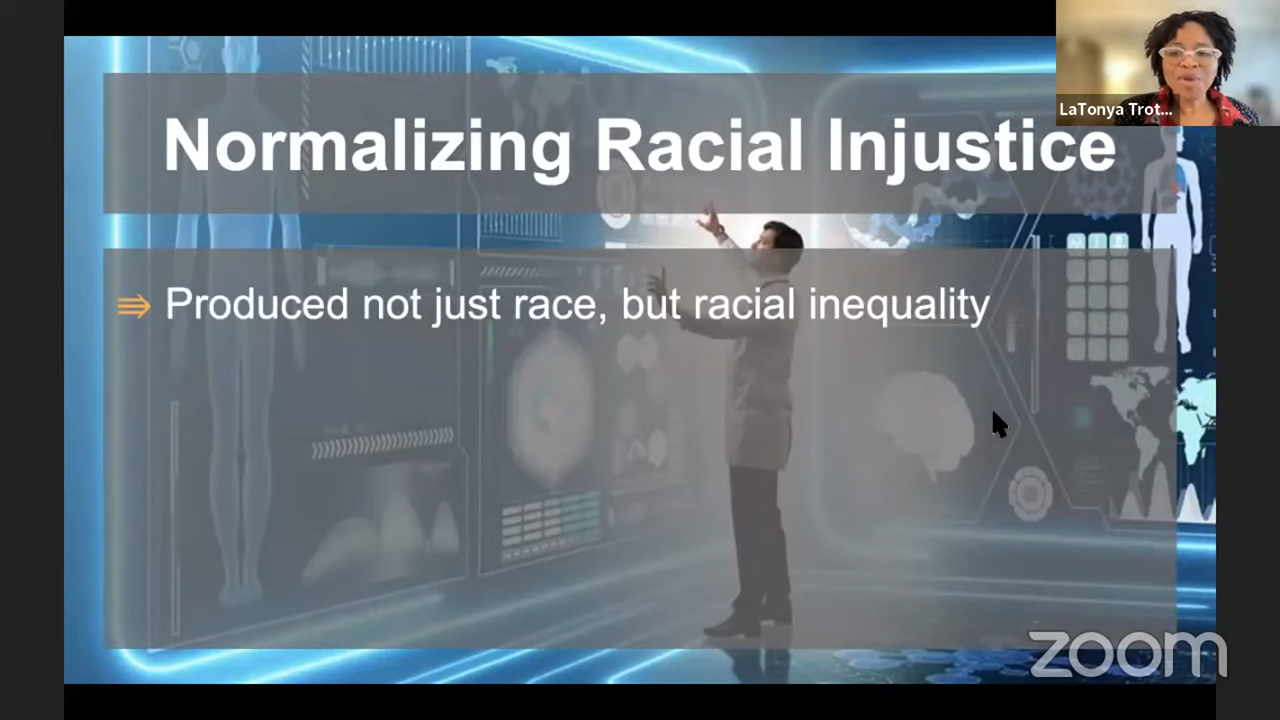 LaTonya Trot...
Normalizing Racial Injustice
⇛ Produced not just race, but racial inequality
zoom